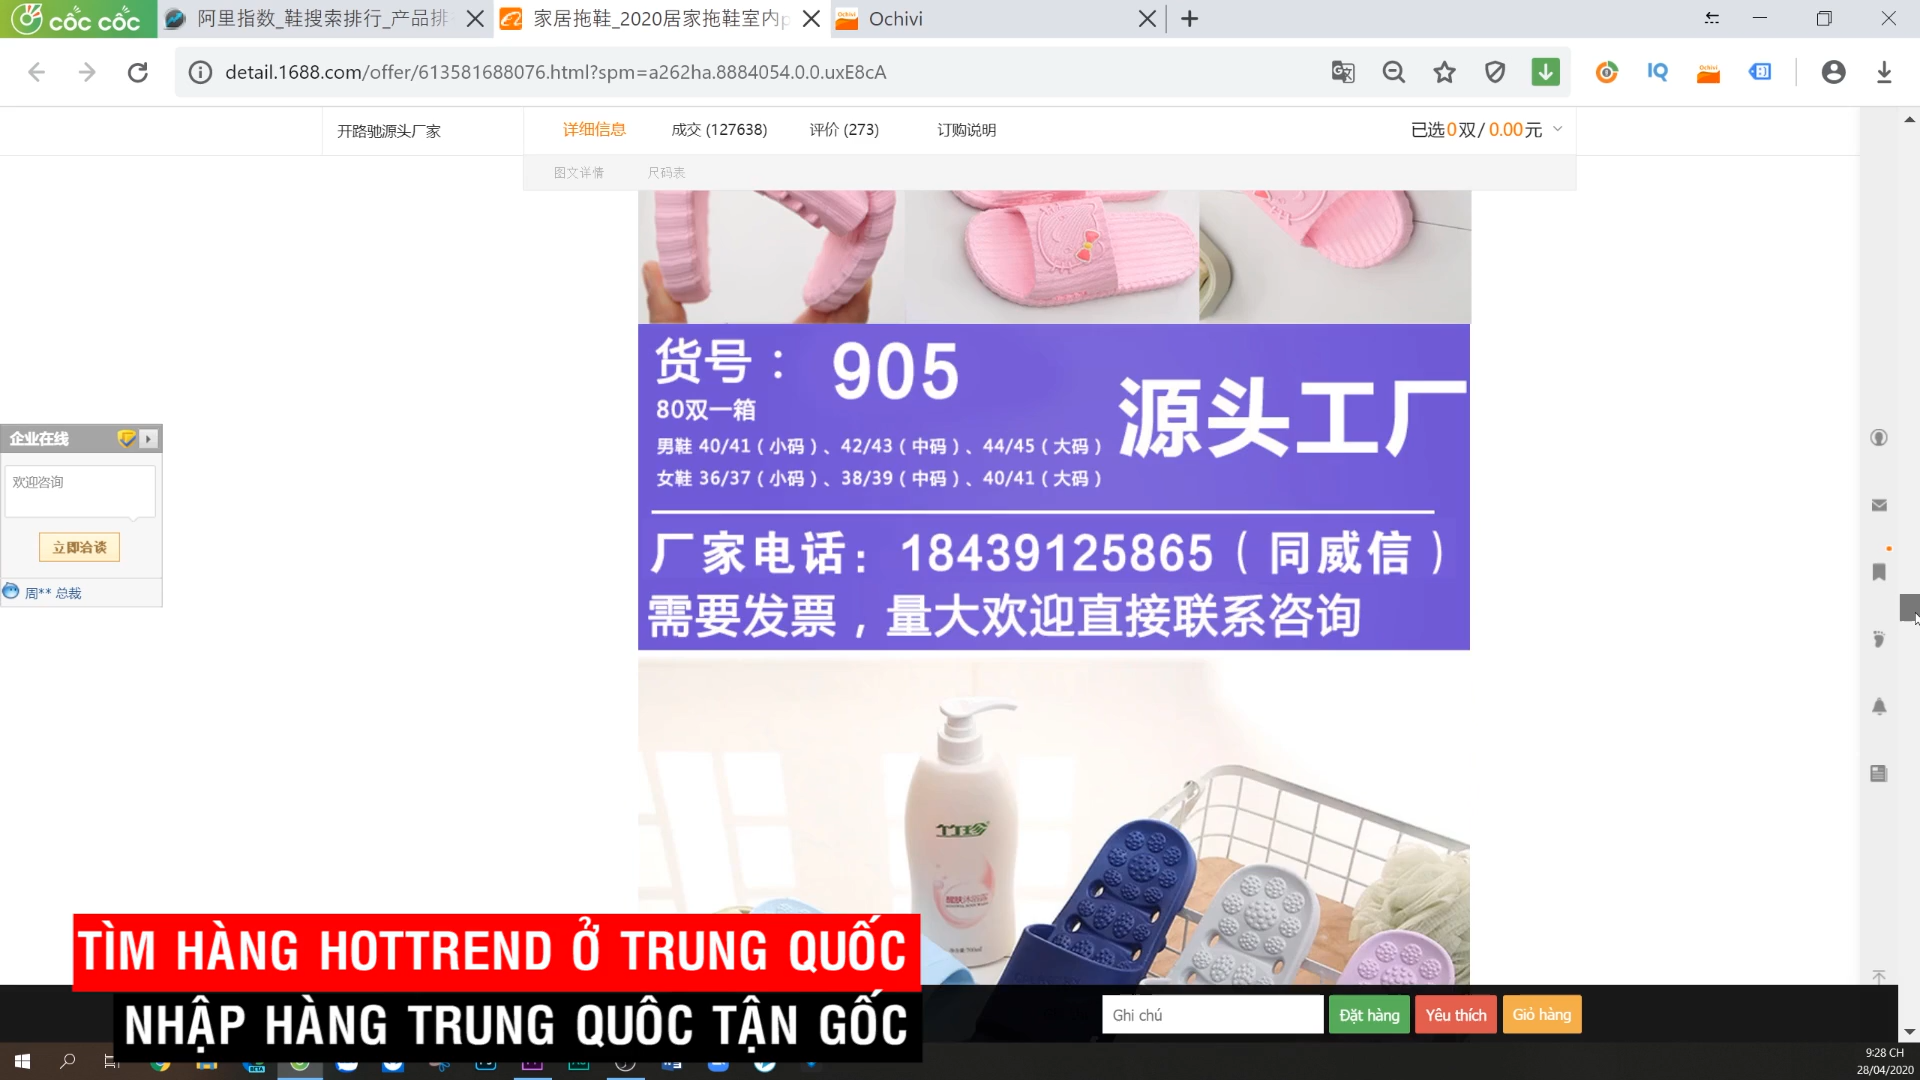 cốc cốc
阿里指数_鞋搜索排行_产品排
家居拖鞋_2020居家拖鞋室内p
Ochivi
detail.1688.com/offer/613581688076.html?spm=a262ha.8884054.0.0.uxE8cA
IQ
开路驰源头厂家
详细信息
成交 (127638)
评价 (273)
订购说明
已选0双/ 0.00元
图文详情
尺码表
货号： 905
80双一箱
男鞋 40/41（小码）、42/43（中码）、44/45（大码）
女鞋 36/37（小码）、38/39（中码）、40/41（大码）
源头工厂
厂家电话：18439125865（同威信）
需要发票，量大欢迎直接联系咨询
企业在线
欢迎咨询
立即洽谈
周** 总裁
TÌM HÀNG HOTTREND Ở TRUNG QUỐC
NHẬP HÀNG TRUNG QUÔC TẬN GỐC
Ghi chú
Đặt hàng
Yêu thích
Giỏ hàng
9:28 CH
28/04/2020